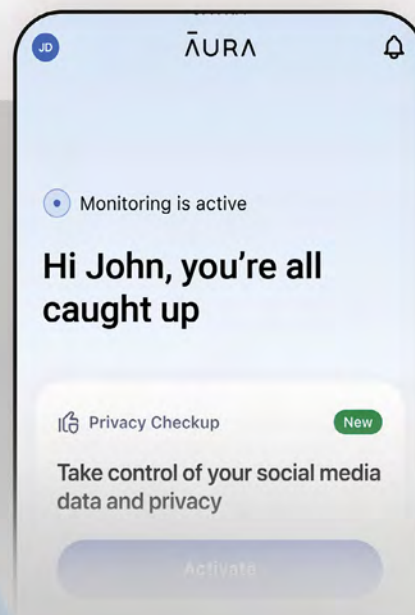 JD
ĀURA
Monitoring is active
Hi John, you're all
caught up
Privacy Checkup
New
Take control of your social media
data and privacy
Activate